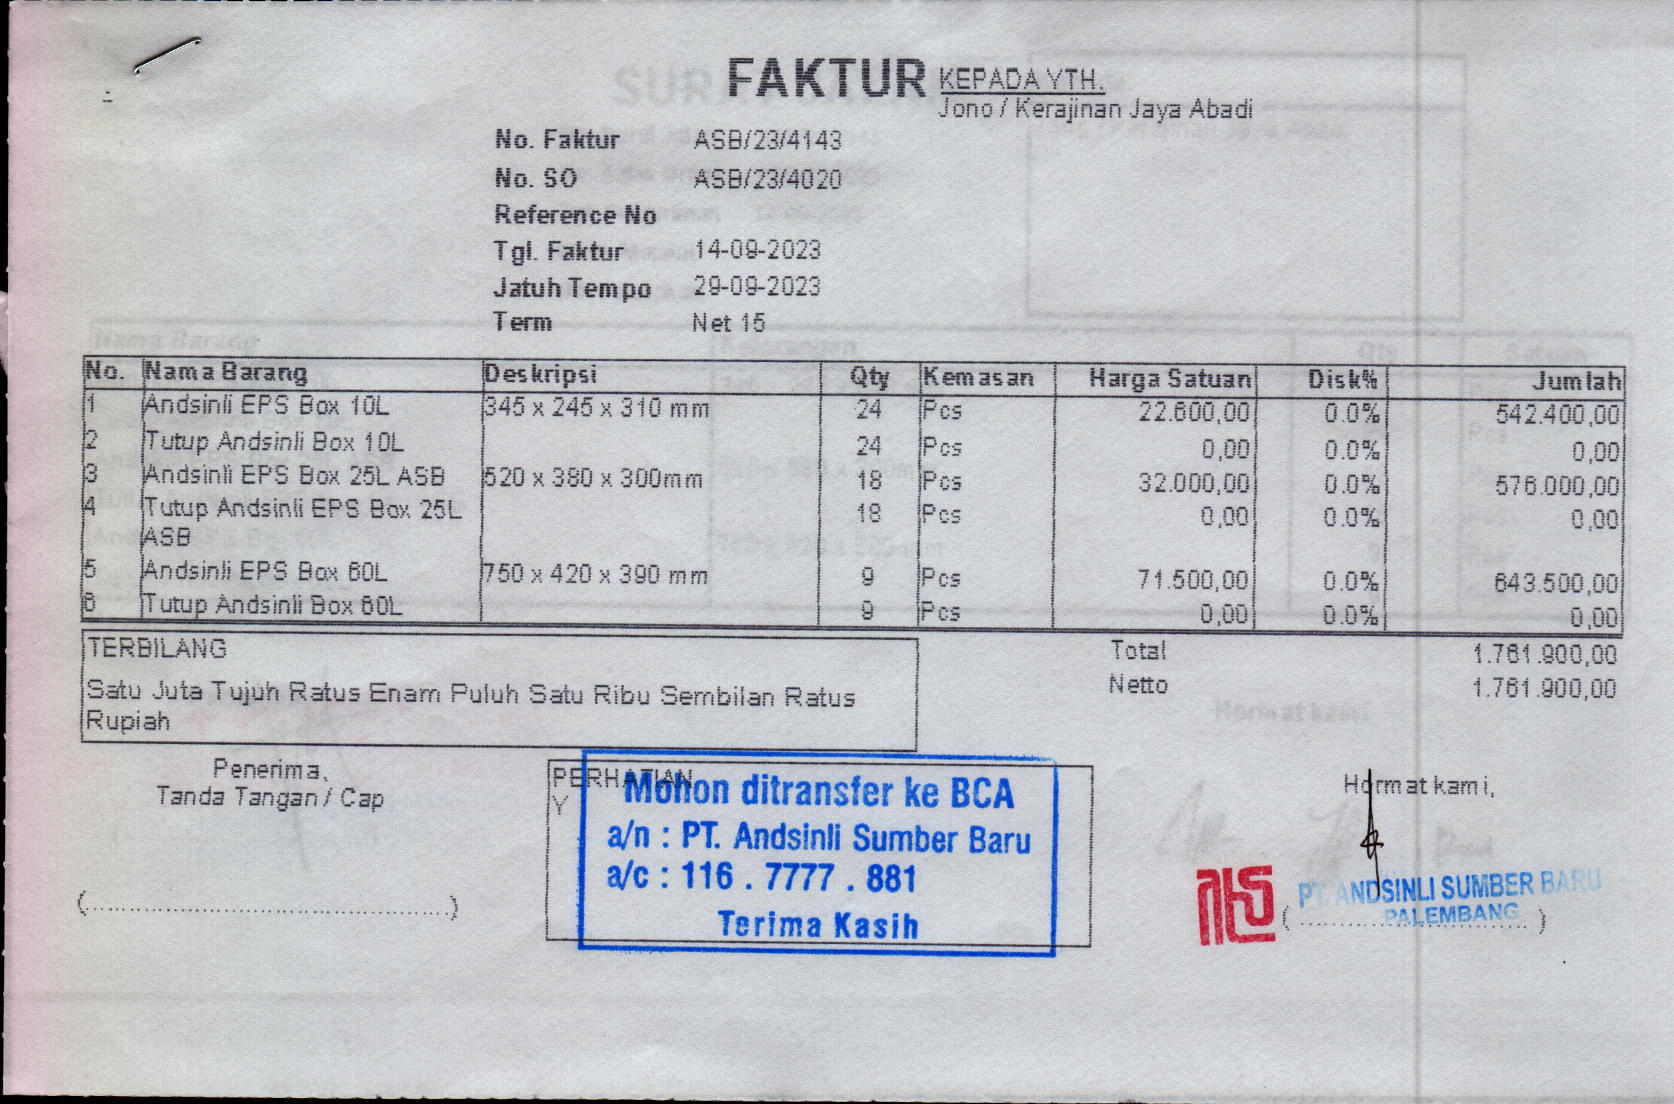 FAKTUR
KEPADA YTH.
Jono / Kerajinan Jaya Abadi
No. Faktur ASB/23/4143
No. SO ASB/23/4020
Reference No
Tgl. Faktur 14-09-2023
Jatuh Tempo 29-09-2023
Term Net 15
No. Nama Barang Deskripsi Qty Kemasan Harga Satuan Disk% Jumlah
1 Andsinli EPS Box 10L 345 x 245 x 310 mm 24 Pcs 22.600,00 0.0% 542.400,00
2 Tutup Andsinli Box 10L 24 Pcs 0,00 0.0% 0,00
3 Andsinli EPS Box 25L ASB 520 x 380 x 300mm 18 Pcs 32.000,00 0.0% 576.000,00
4 Tutup Andsinli EPS Box 25L 18 Pcs 0,00 0.0% 0,00
ASB
5 Andsinli EPS Box 60L 750 x 420 x 390 mm 9 Pcs 71.500,00 0.0% 643.500,00
6 Tutup Andsinli Box 60L 9 Pcs 0,00 0.0% 0,00
TERBILANG
Satu Juta Tujuh Ratus Enam Puluh Satu Ribu Sembilan Ratus
Rupiah
Total 1.761.900,00
Netto 1.761.900,00
Penerima,
Tanda Tangan / Cap
(..............................................)
PERHATIAN
Y
Mohon ditransfer ke BCA
a/n : PT. Andsinli Sumber Baru
a/c : 116 . 7777 . 881
Terima Kasih
Hormat kami,
PT. ANDSINLI SUMBER BARU
PALEMBANG
(..............................)